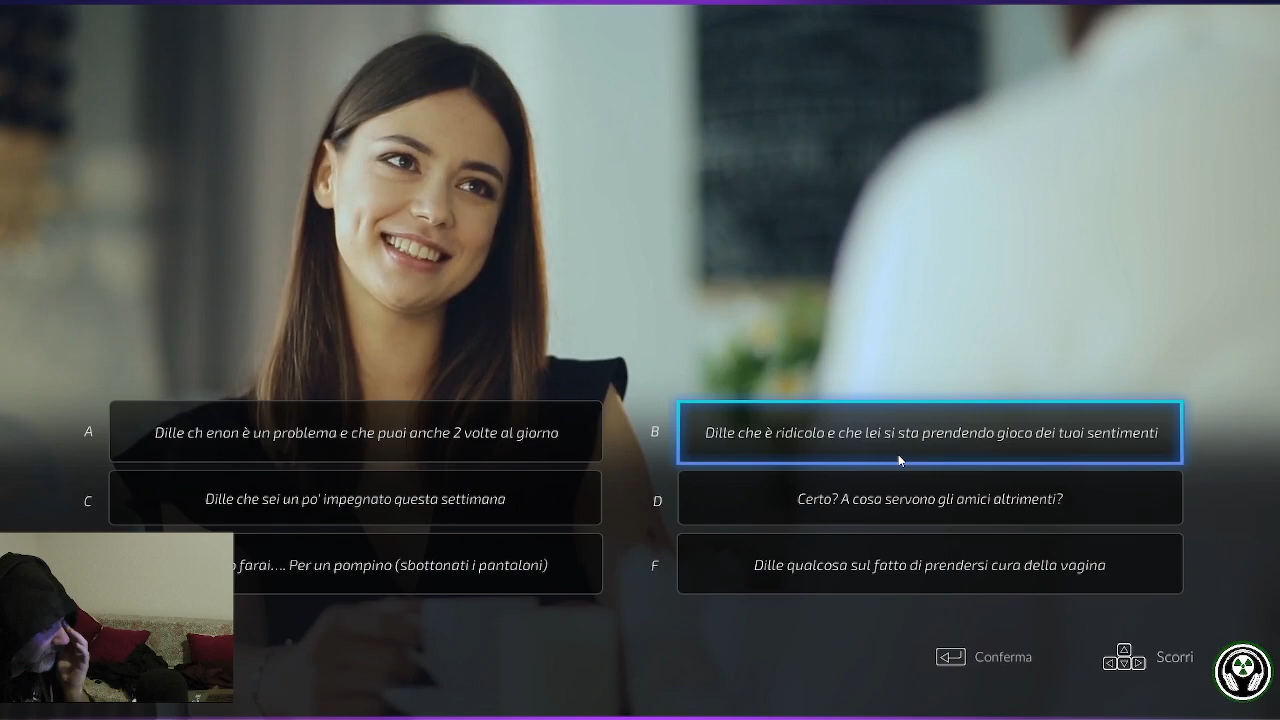 A
Dille ch enon è un problema e che puoi anche 2 volte al giorno
B
Dille che è ridicolo e che lei si sta prendendo gioco dei tuoi sentimenti
C
Dille che sei un po' impegnato questa settimana
D
Certo? A cosa servono gli amici altrimenti?
farai.... Per un pompino (sbottonati i pantaloni)
F
Dille qualcosa sul fatto di prendersi cura della vagina
Conferma
Scorri